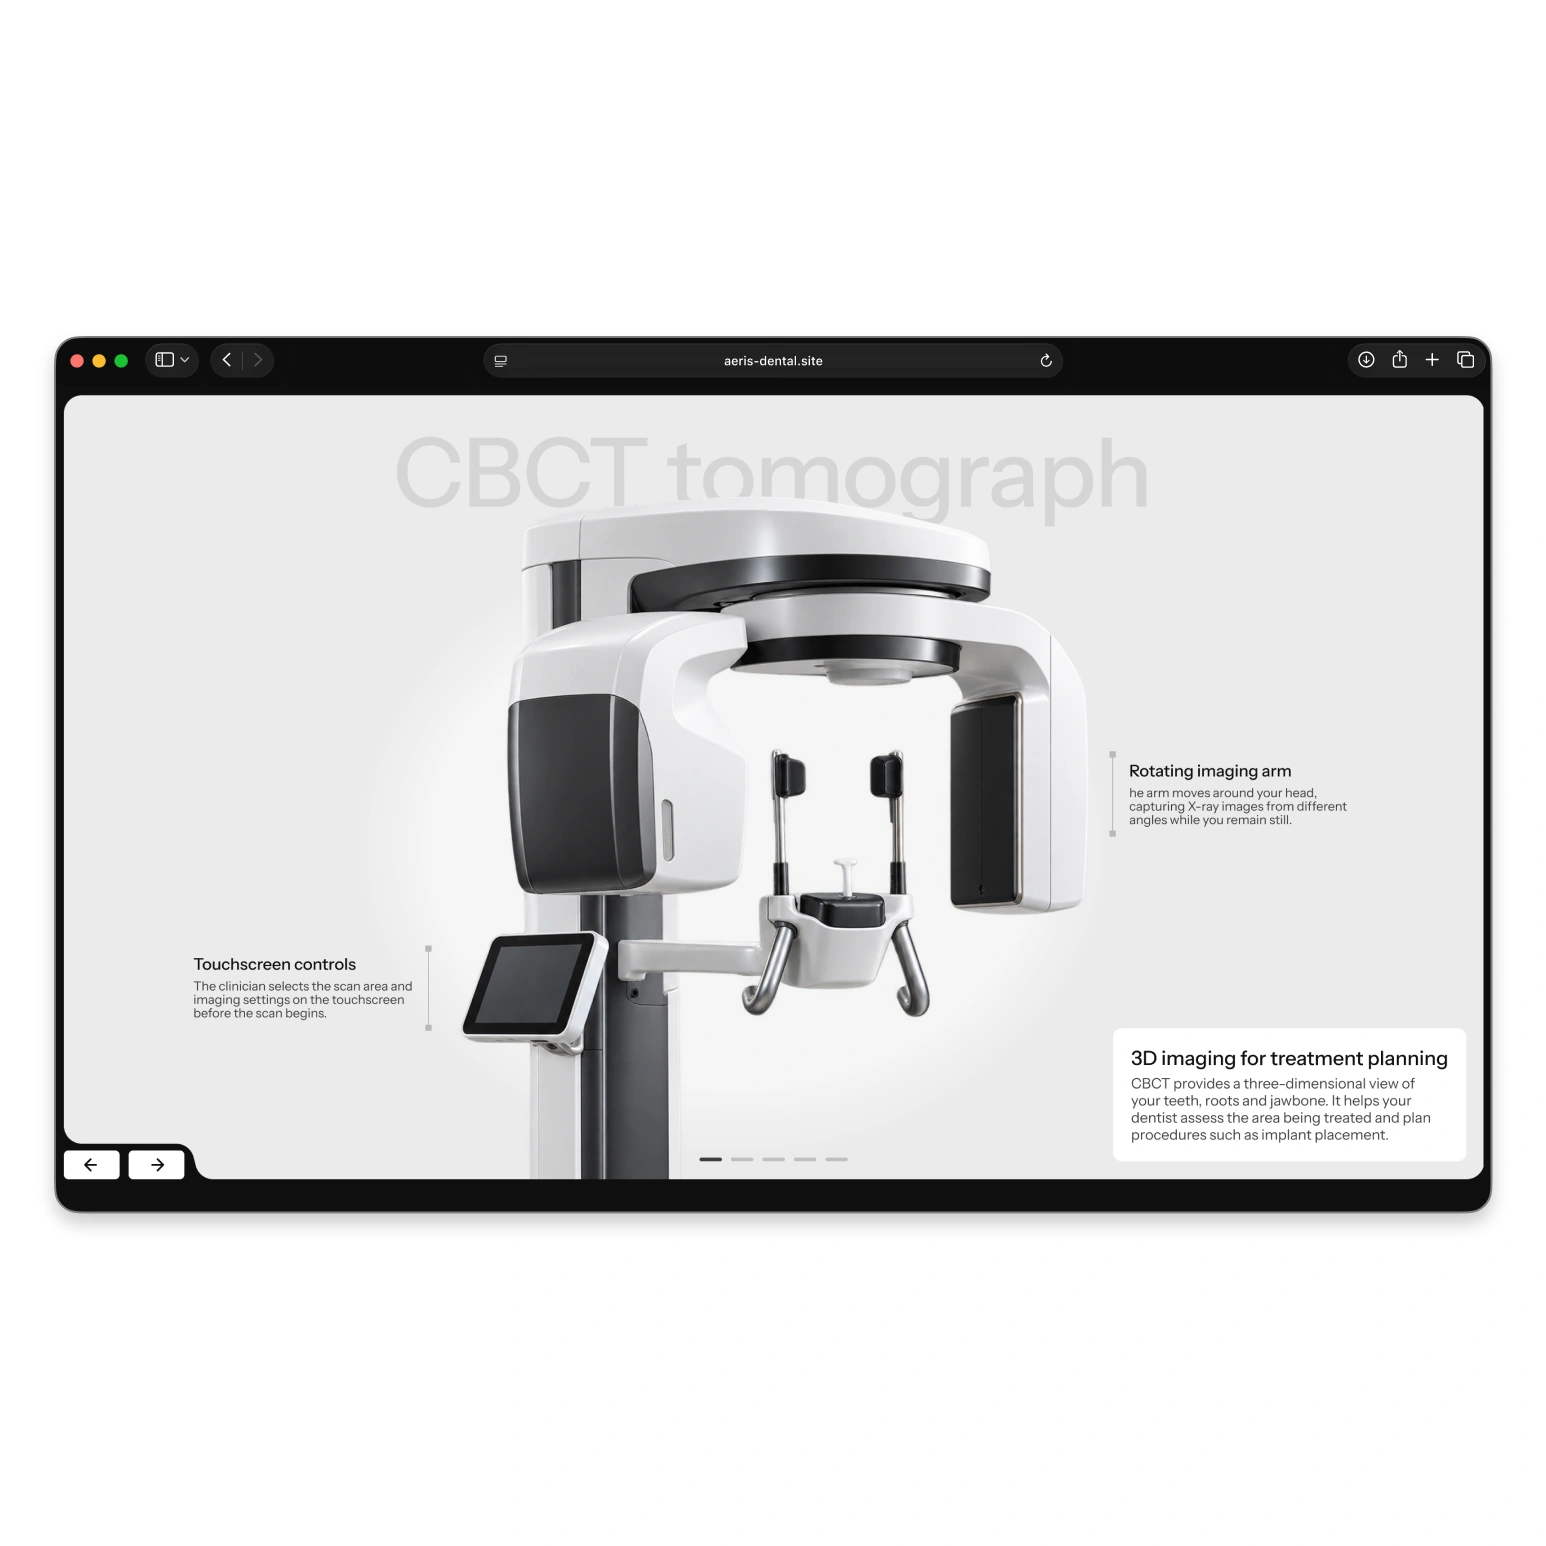 aeris-dental.site
CBCT tomograph
Rotating imaging arm
he arm moves around your head,
capturing X-ray images from different
angles while you remain still.
Touchscreen controls
The clinician selects the scan area and
imaging settings on the touchscreen
before the scan begins.
3D imaging for treatment planning
CBCT provides a three-dimensional view of
your teeth, roots and jawbone. It helps your
dentist assess the area being treated and plan
procedures such as implant placement.